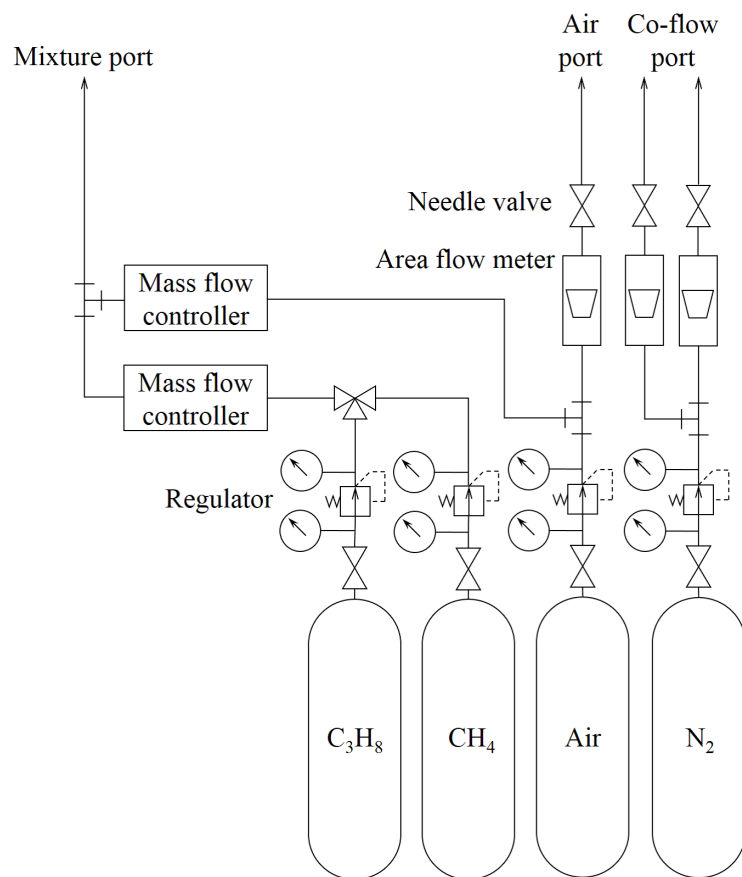 Mixture port
Air
port
Co-flow
port
Needle valve
Area flow meter
Mass flow
controller
Mass flow
controller
Regulator
C₃H₈
CH₄
Air
N₂